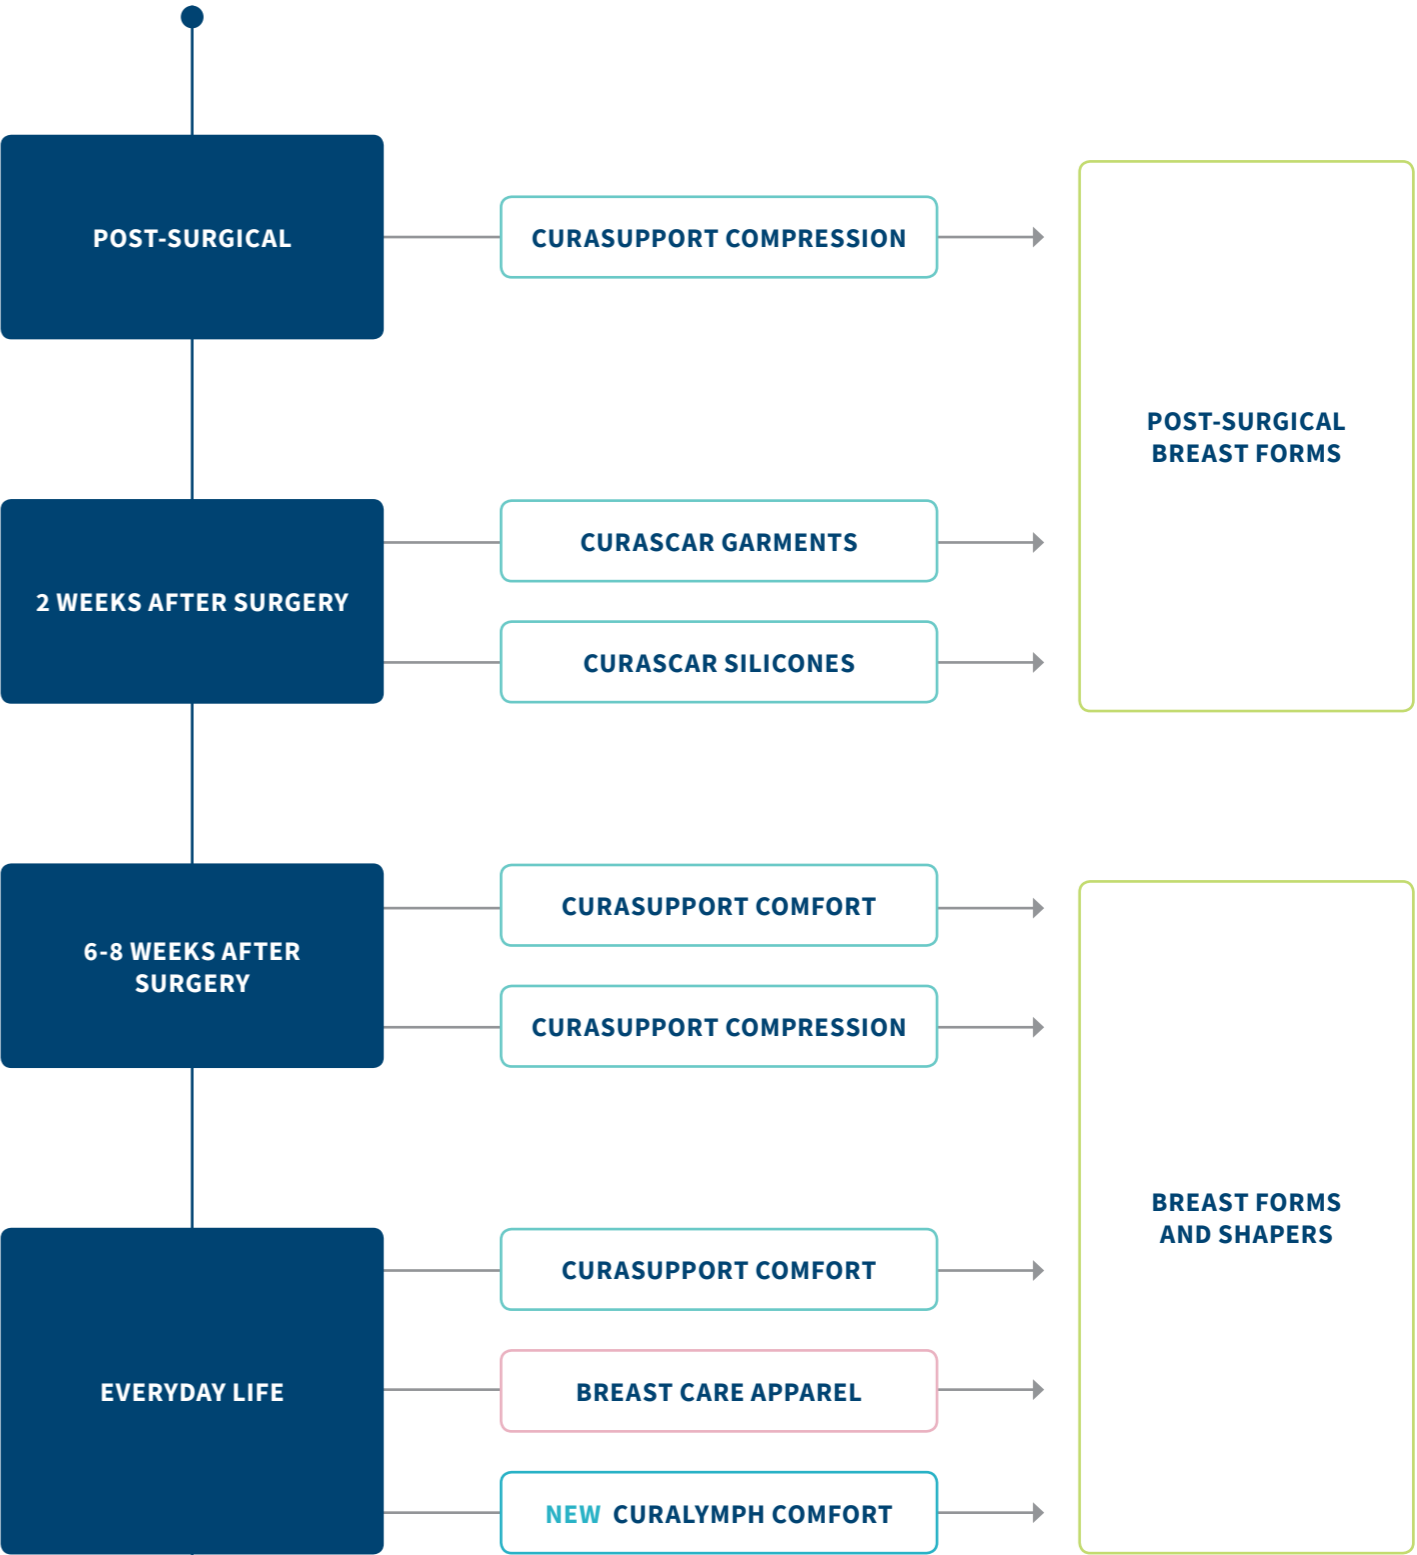 POST-SURGICAL
CURASUPPORT COMPRESSION
POST-SURGICAL
BREAST FORMS
2 WEEKS AFTER SURGERY
CURASCAR GARMENTS
CURASCAR SILICONES
6-8 WEEKS AFTER
SURGERY
CURASUPPORT COMFORT
CURASUPPORT COMPRESSION
BREAST FORMS
AND SHAPERS
EVERYDAY LIFE
CURASUPPORT COMFORT
BREAST CARE APPAREL
NEW CURALYMPH COMFORT